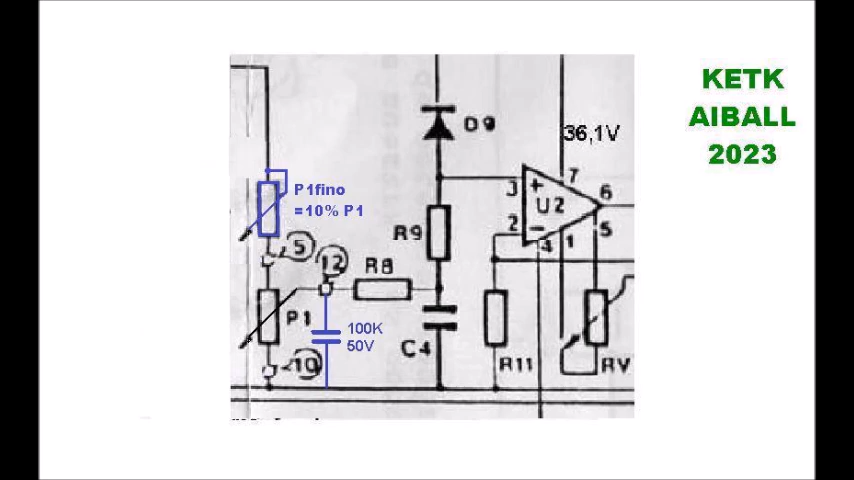 KETK
AIBALL
2023
D9
36,1V
7
3
+
6
U2
P1fino
=10% P1
2
-
4
1
5
R9
5
12
R8
P1
100K
50V
C4
10
R11
RV